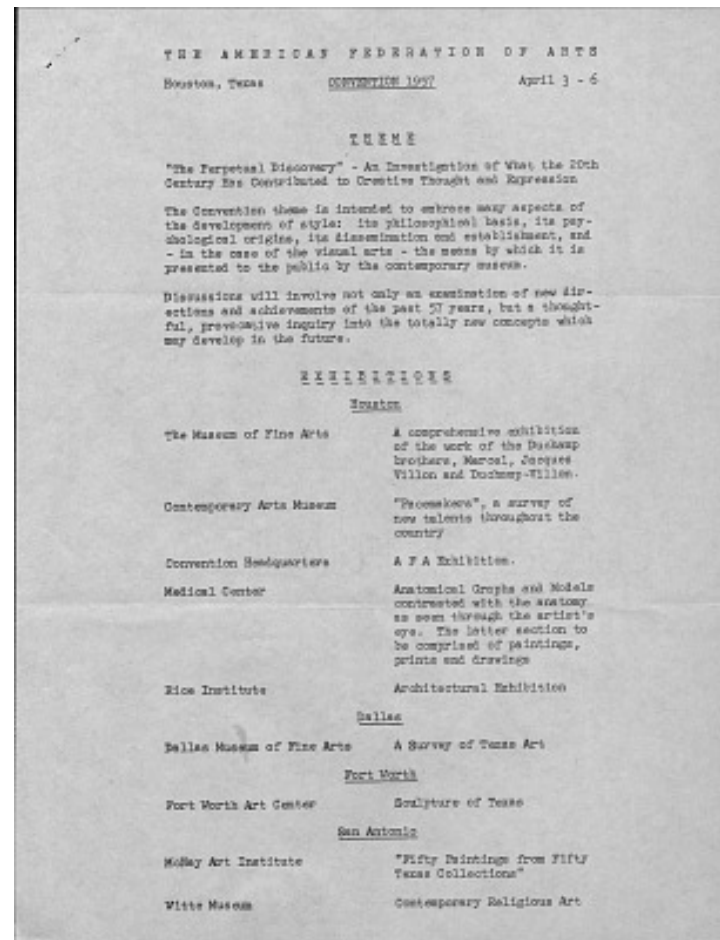 THE AMERICAN FEDERATION OF ARTS
Houston, Texas CONVENTION 1957 April 3 - 6
THEME
"The Perpetual Discovery" - An Investigation of What the 20th
Century Has Contributed to Creative Thought and Expression
The Convention theme is intended to embrace many aspects of
the development of style: its philosophical basis, its psy-
chological origins, its dissemination and establishment, and
- in the case of the visual arts - the means by which it is
presented to the public by the contemporary museum.
Discussions will involve not only an examination of new dir-
ections and achievements of the past 57 years, but a thought-
ful, provocative inquiry into the totally new concepts which
may develop in the future.
EXHIBITIONS
Houston
The Museum of Fine Arts A comprehensive exhibition
of the work of the Duchamp
brothers, Marcel, Jacques
Villon and Duchamp-Villon.
Contemporary Arts Museum "Pacemakers", a survey of
new talents throughout the
country
Convention Headquarters A F A Exhibition.
Medical Center Anatomical Graphs and Models
contrasted with the anatomy
as seen through the artist's
eye. The latter section to
be comprised of paintings,
prints and drawings
Rice Institute Architectural Exhibition
Dallas
Dallas Museum of Fine Arts A Survey of Texas Art
Fort Worth
Fort Worth Art Center Sculpture of Texas
San Antonio
McNay Art Institute "Fifty Paintings from Fifty
Texas Collections"
Witte Museum Contemporary Religious Art